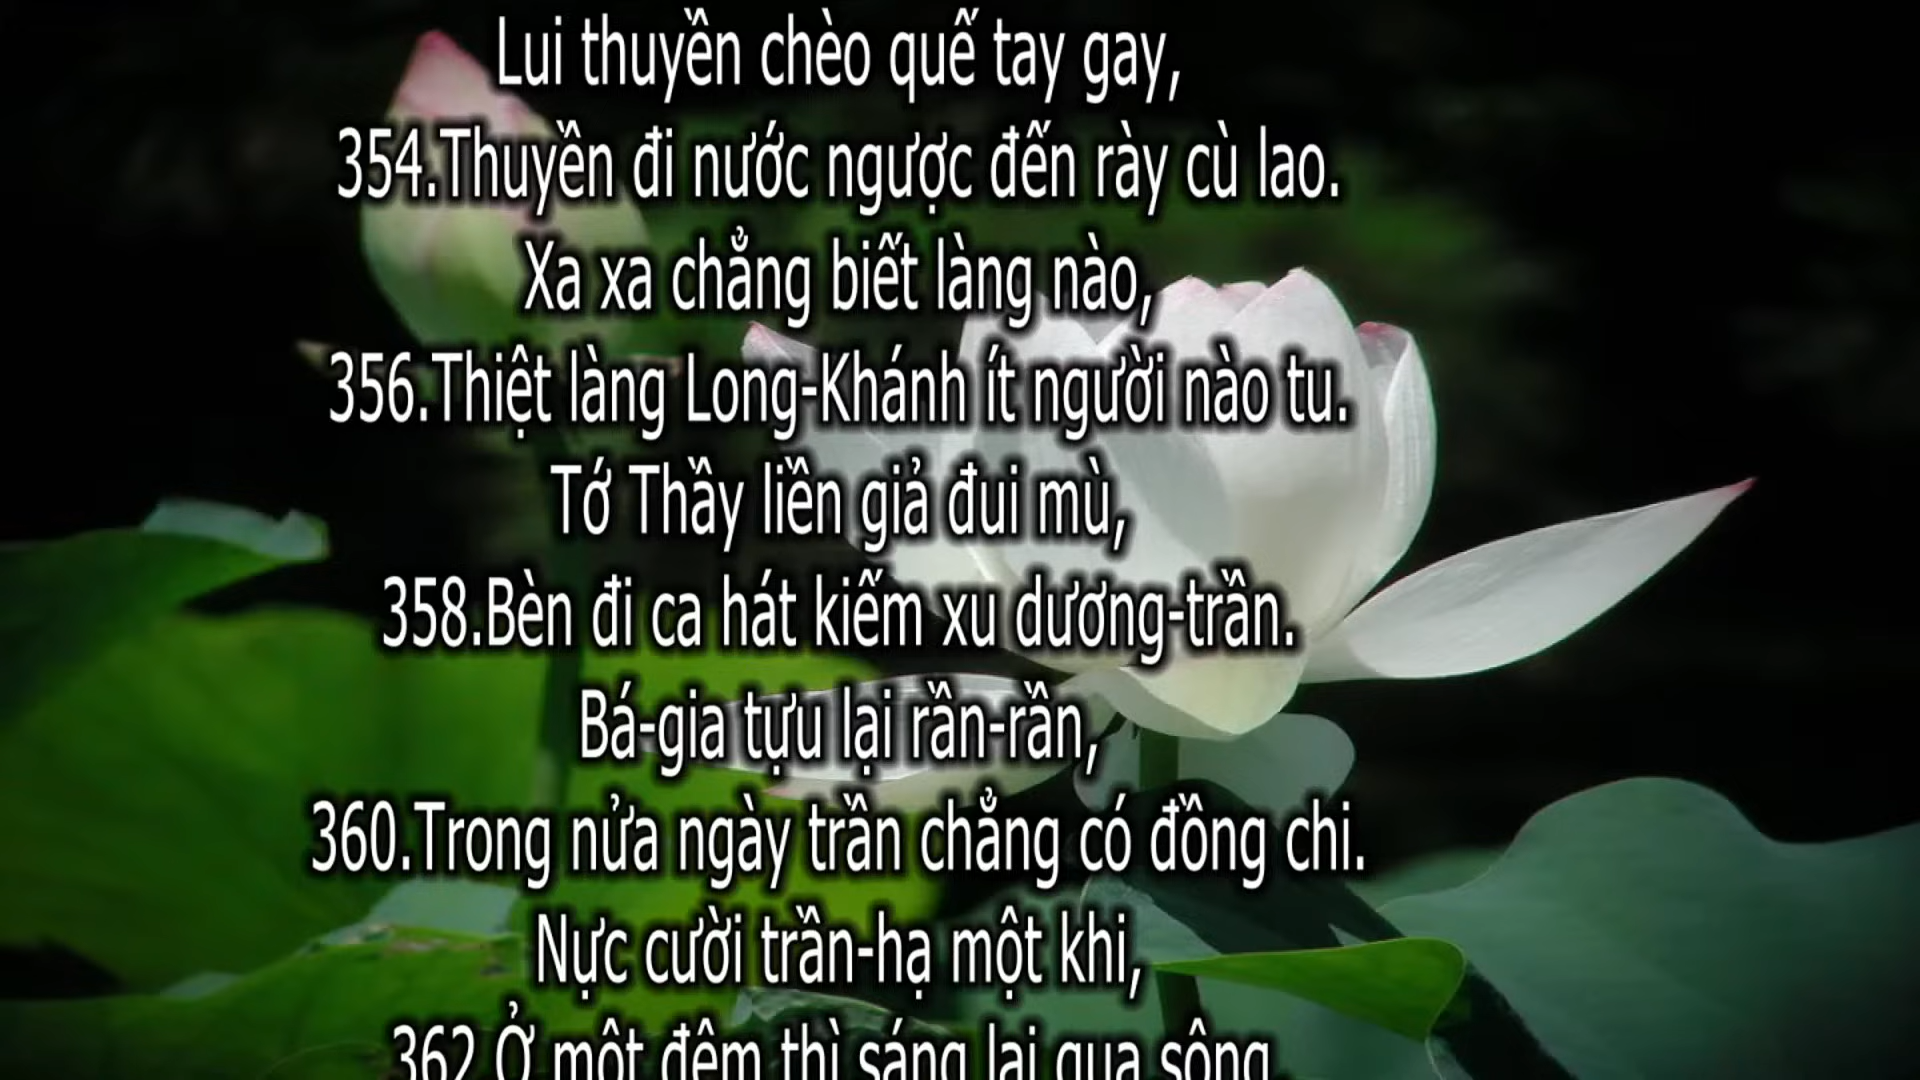 Lui thuyền chèo quế tay gay,
354.Thuyền đi nước ngược đến rày cù lao.
Xa xa chẳng biết làng nào,
356.Thiệt làng Long-Khánh ít người nào tu.
Tớ Thầy liền giả đui mù,
358.Bèn đi ca hát kiếm xu dương-trần.
Bá-gia tựu lại rần-rần,
360.Trong nửa ngày trần chẳng có đồng chi.
Nực cười trần-hạ một khi,
362.Ở một đêm thì sáng lại qua sông